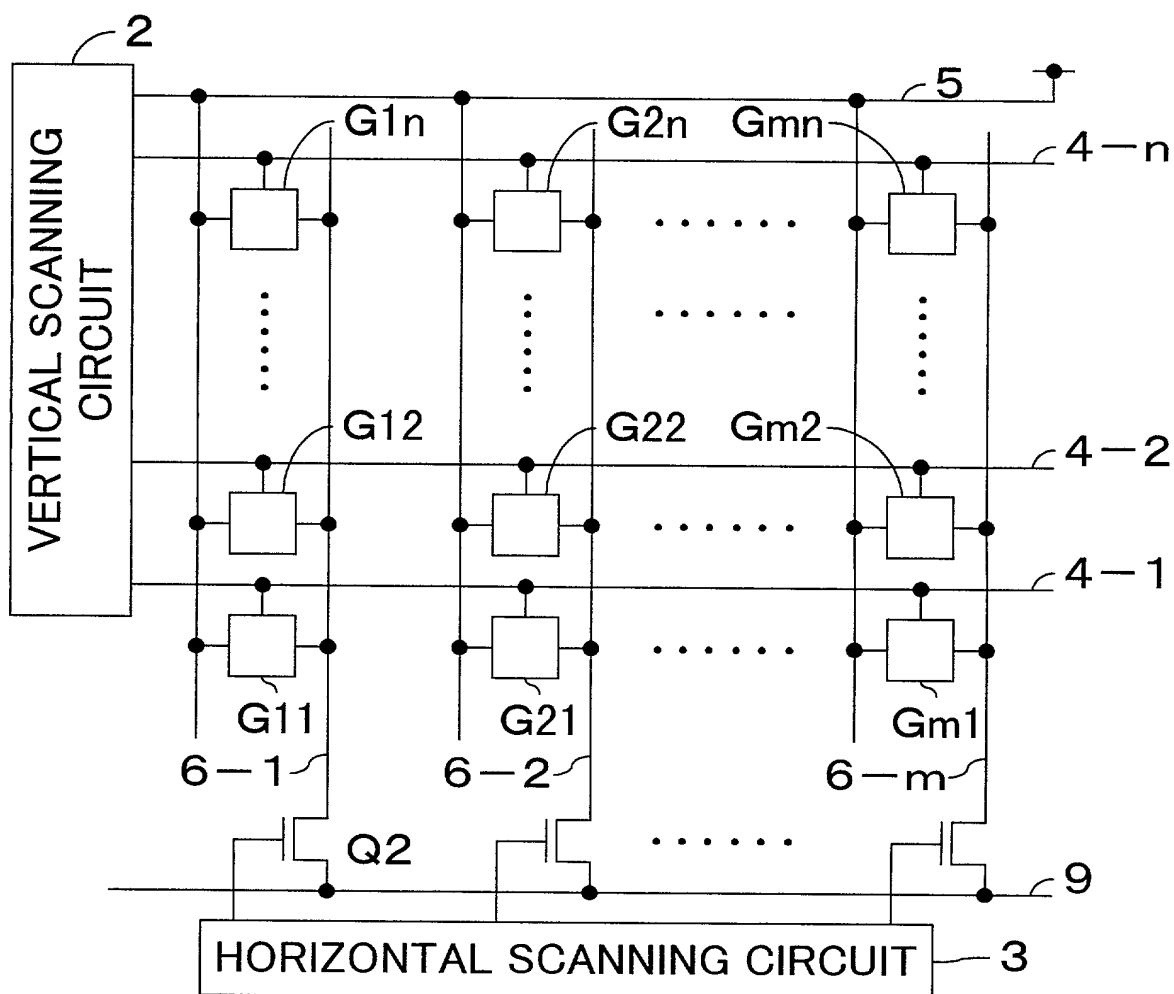 2
5
G1n
G2n
Gmn
4-n
VERTICAL SCANNING
CIRCUIT
G12
G22
Gm2
4-2
4-1
G11
G21
Gm1
6-1
6-2
6-m
Q2
9
HORIZONTAL SCANNING CIRCUIT
3